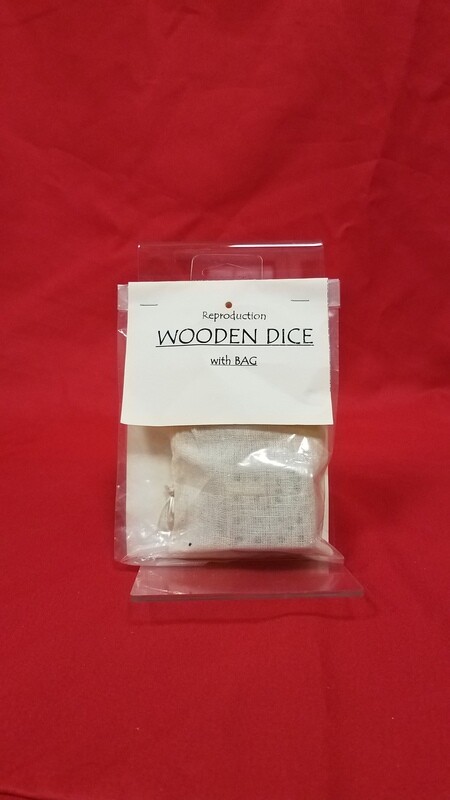 Reproduction
WOODEN DICE
with BAG